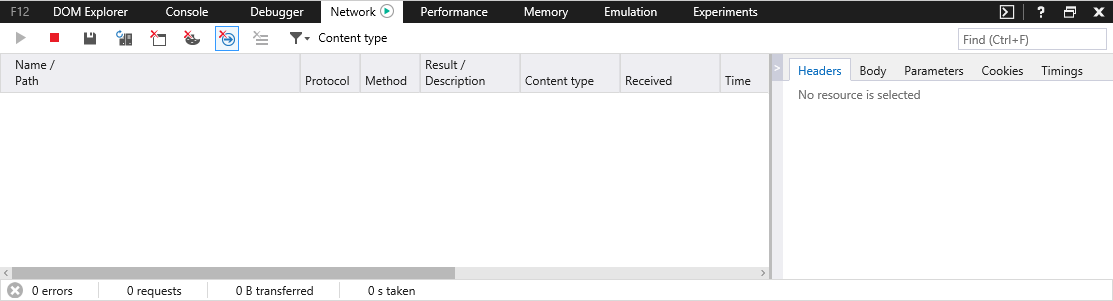 F12 DOM Explorer Console Debugger Network Performance Memory Emulation Experiments ?
Content type Find (Ctrl+F)
Name / Result /
Path Protocol Method Description Content type Received Time
> Headers Body Parameters Cookies Timings
No resource is selected
0 errors 0 requests 0 B transferred 0 s taken